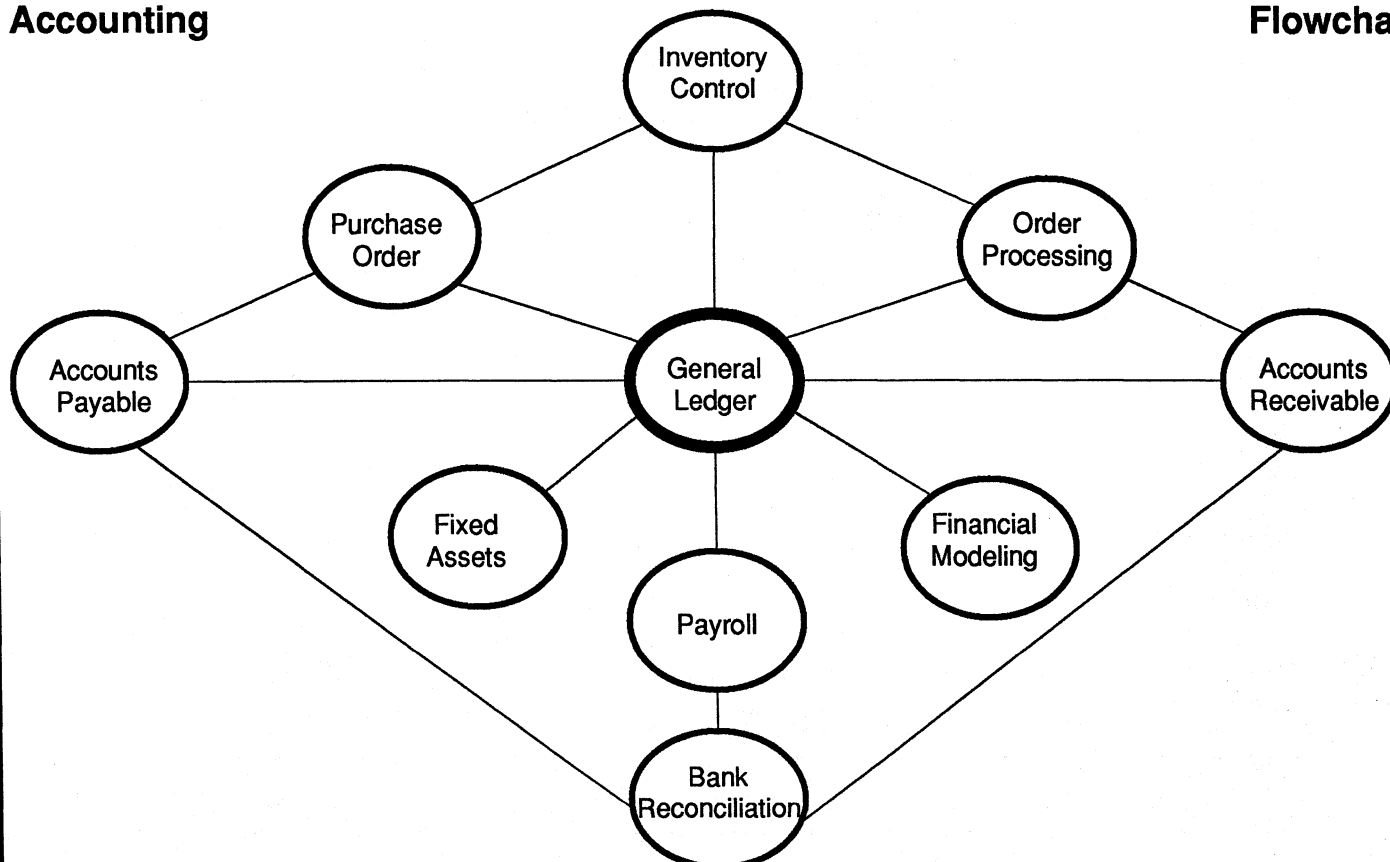 Accounting
Flowcha
Inventory
Control
Purchase
Order
Order
Processing
Accounts
Payable
General
Ledger
Accounts
Receivable
Fixed
Assets
Financial
Modeling
Payroll
Bank
Reconciliation